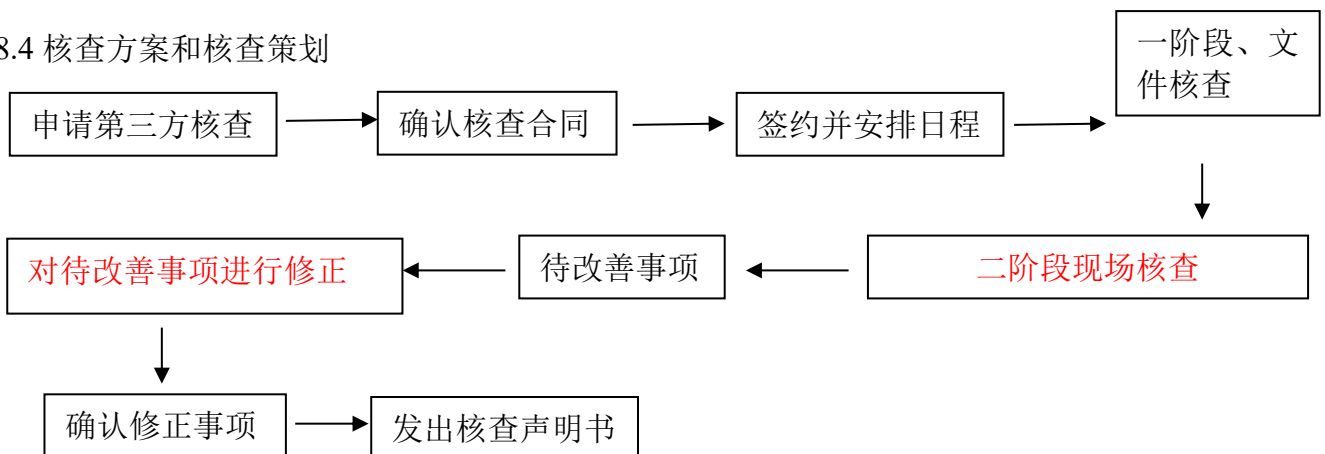 8.4 核查方案和核查策划
申请第三方核查
确认核查合同
签约并安排日程
一阶段、文
件核查
二阶段现场核查
待改善事项
对待改善事项进行修正
确认修正事项
发出核查声明书